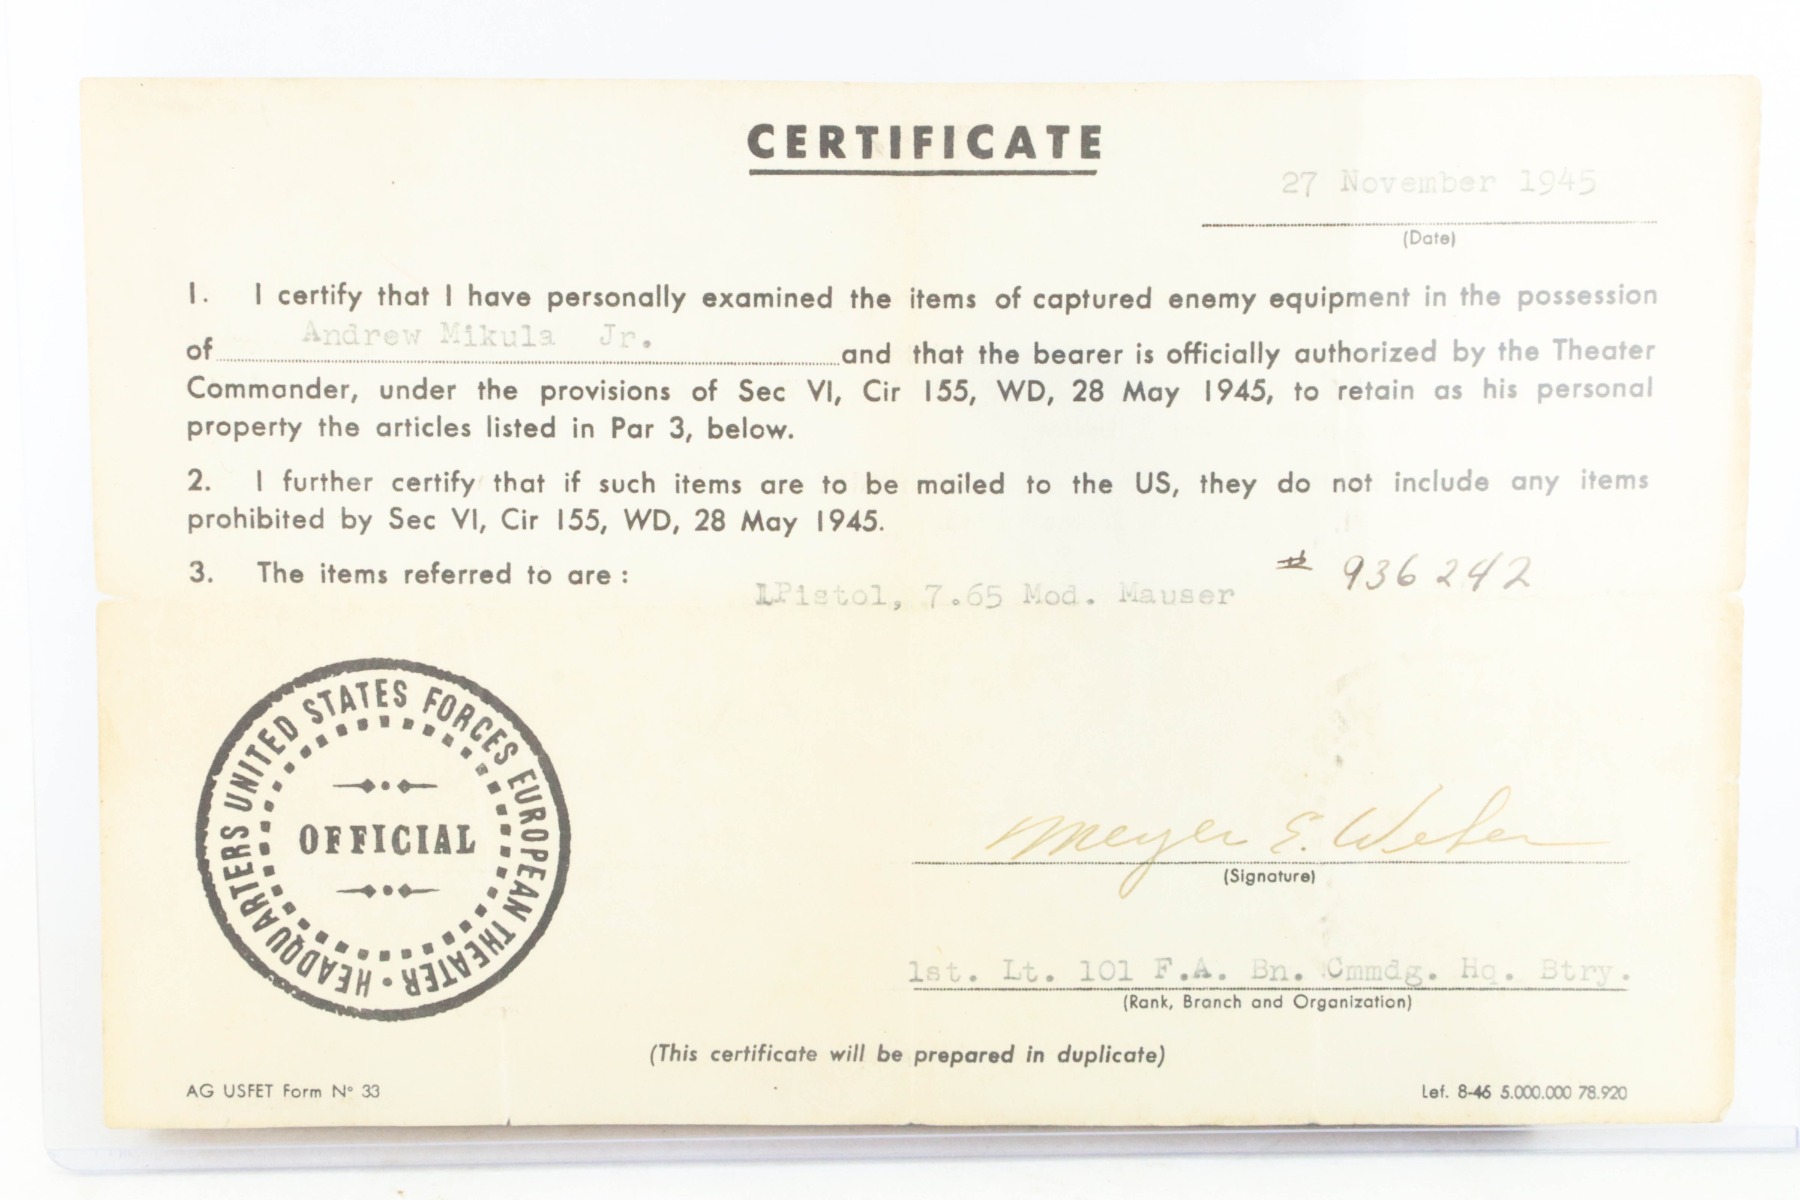 CERTIFICATE
27 November 1945
(Date)
1. I certify that I have personally examined the items of captured enemy equipment in the possession
of Andrew Mikula Jr. and that the bearer is officially authorized by the Theater
Commander, under the provisions of Sec VI, Cir 155, WD, 28 May 1945, to retain as his personal
property the articles listed in Par 3, below.
2. I further certify that if such items are to be mailed to the US, they do not include any items
prohibited by Sec VI, Cir 155, WD, 28 May 1945.
3. The items referred to are :
# 936242
1Pistol, 7.65 Mod. Mauser
HEADQUARTERS UNITED STATES FORCES EUROPEAN THEATER •
OFFICIAL
Meyer E. Weber
(Signature)
1st. Lt. 101 F.A. Bn. Cmmdg. Hq. Btry.
(Rank, Branch and Organization)
(This certificate will be prepared in duplicate)
AG USFET Form N° 33
Lef. 8-45 5.000.000 78.920